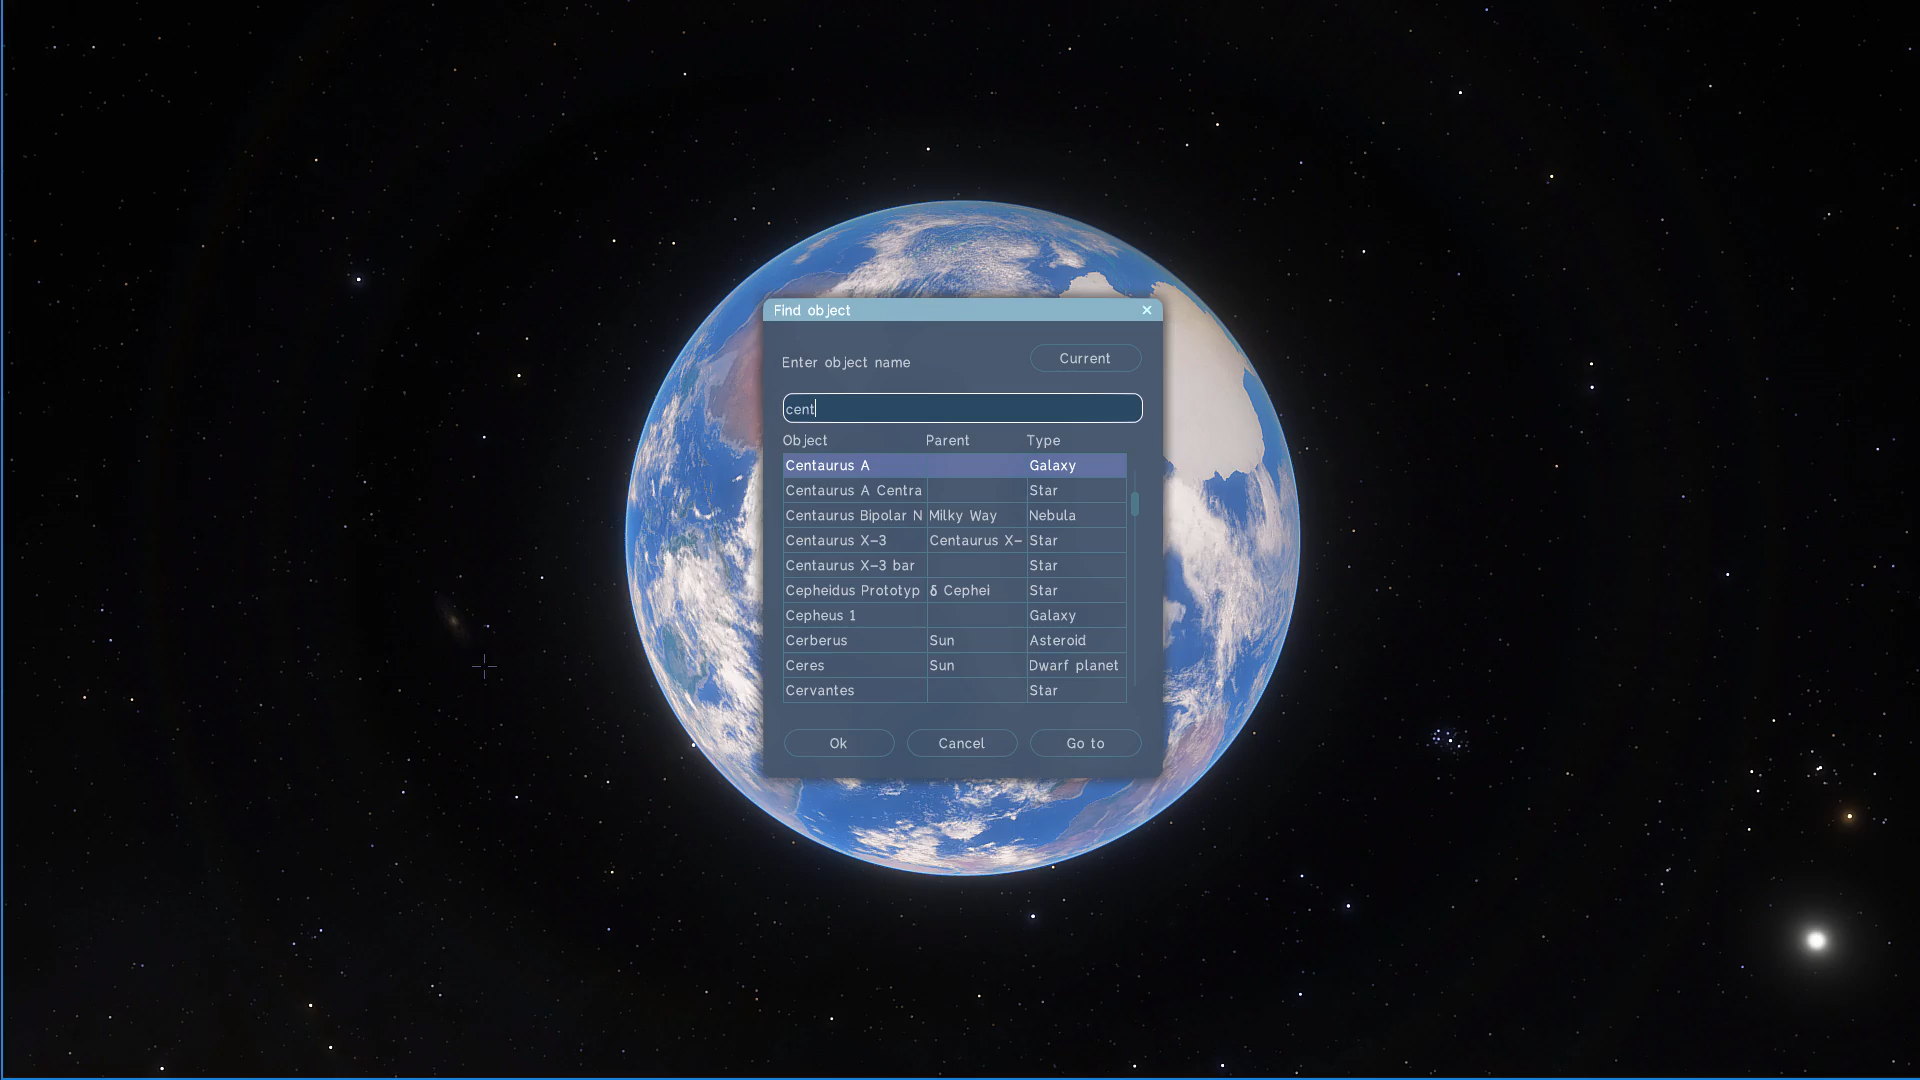 Find object ✕
Enter object name Current
cent
Object Parent Type
Centaurus A Galaxy
Centaurus A Centra Star
Centaurus Bipolar N Milky Way Nebula
Centaurus X-3 Centaurus X- Star
Centaurus X-3 bar Star
Cepheidus Prototyp δ Cephei Star
Cepheus 1 Galaxy
Cerberus Sun Asteroid
Ceres Sun Dwarf planet
Cervantes Star
Ok Cancel Go to